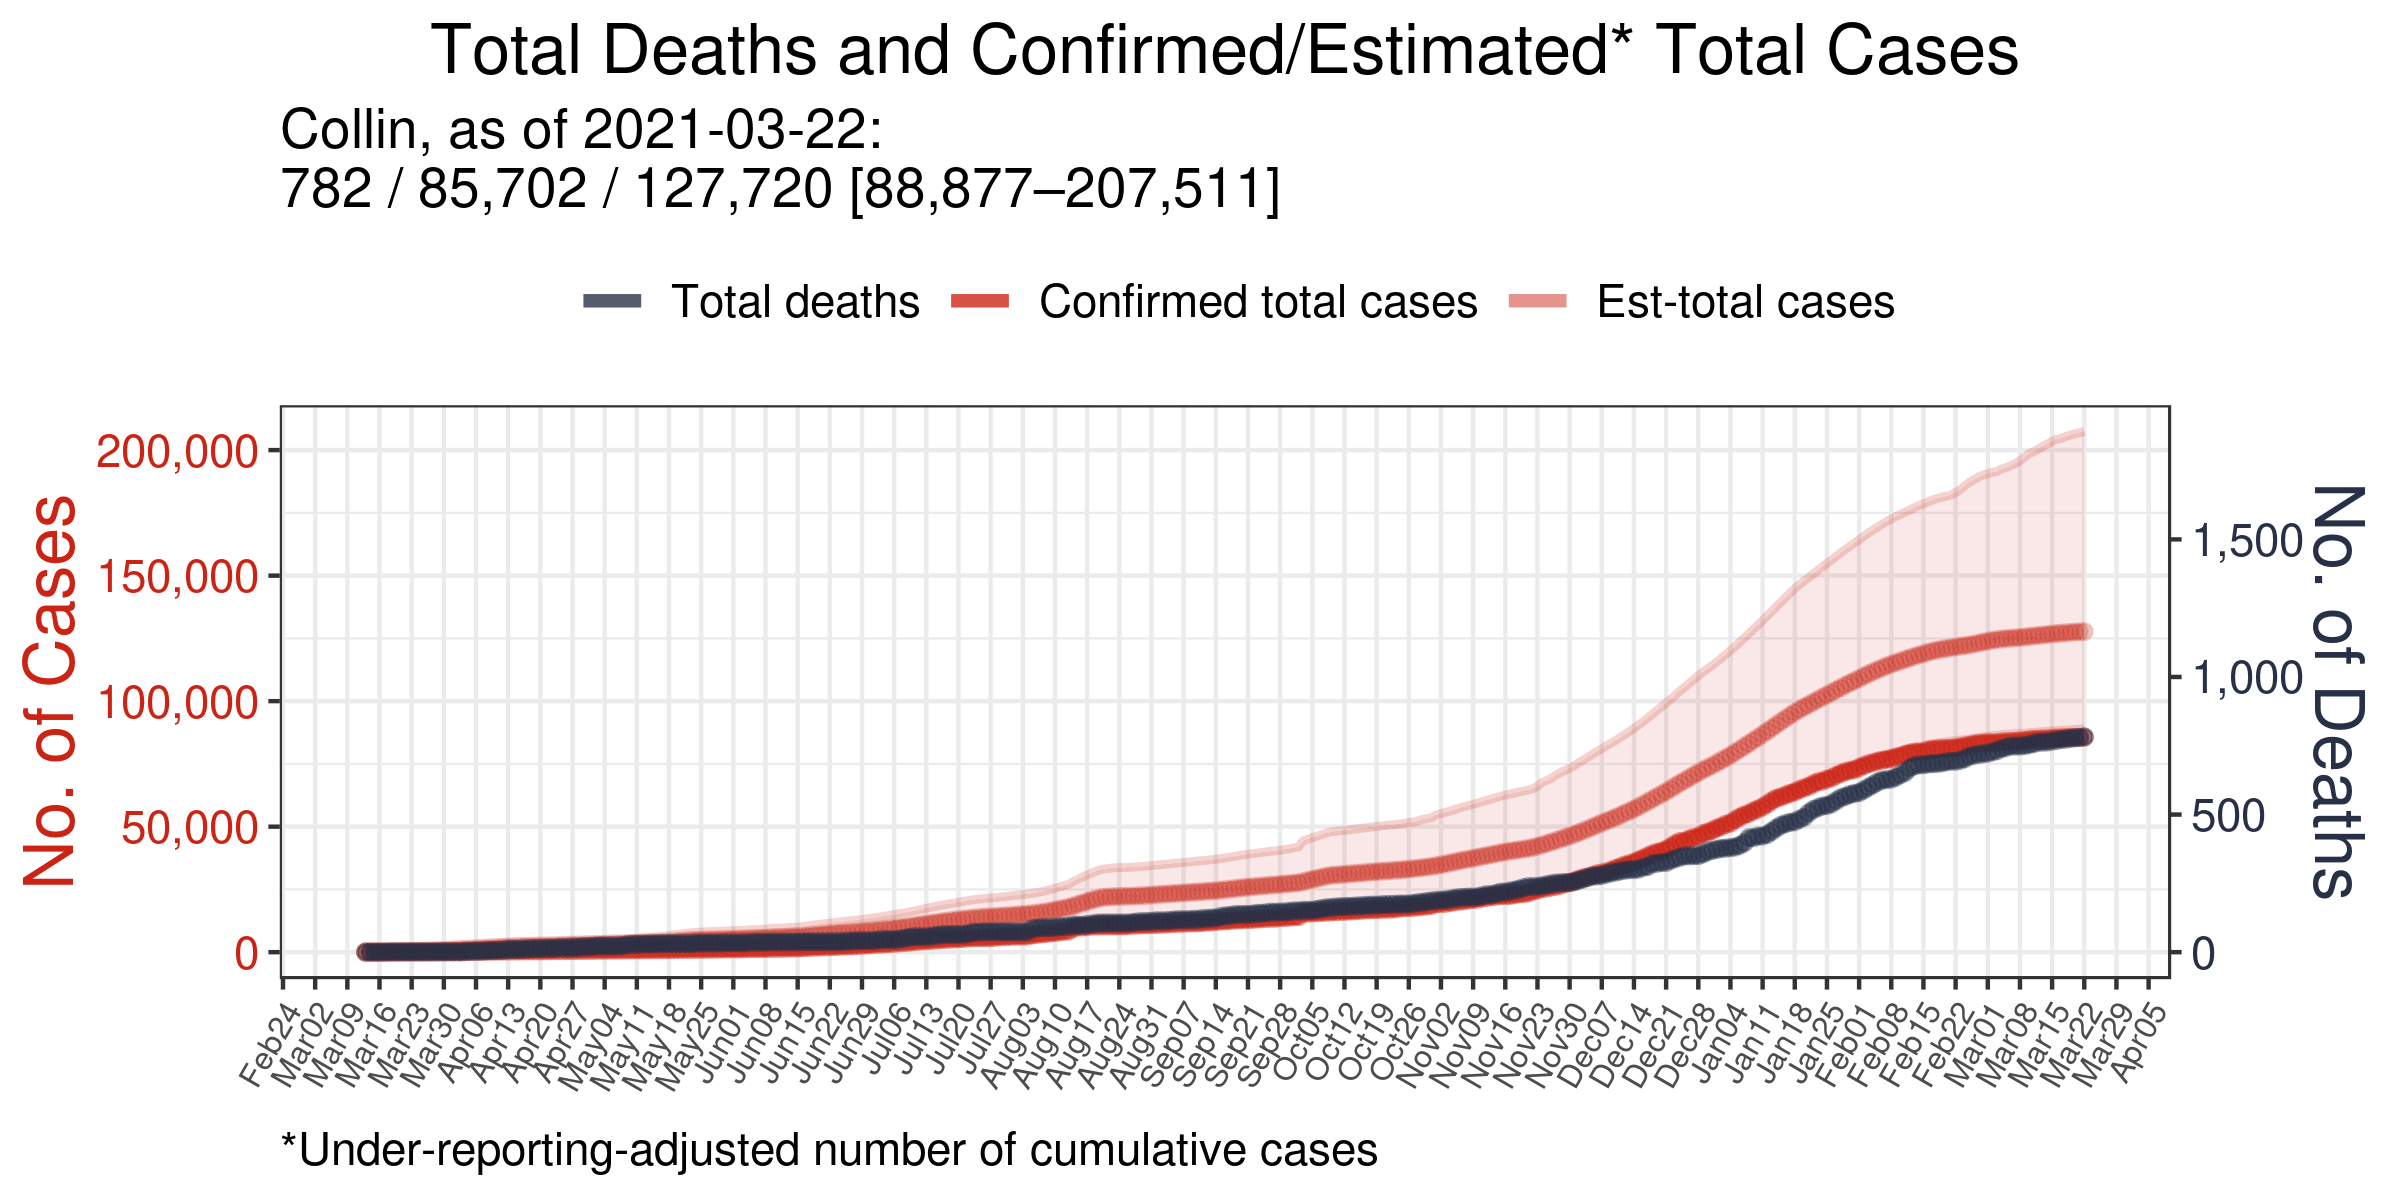 Total Deaths and Confirmed/Estimated* Total Cases
Collin, as of 2021-03-22:
782 / 85,702 / 127,720 [88,877–207,511]
Total deaths
Confirmed total cases
Est-total cases
No. of Cases
200,000
150,000
100,000
50,000
0
1,500
1,000
500
0
No. of Deaths
Feb24
Mar02
Mar09
Mar16
Mar23
Mar30
Apr06
Apr13
Apr20
Apr27
May04
May11
May18
May25
Jun01
Jun08
Jun15
Jun22
Jun29
Jul06
Jul13
Jul20
Jul27
Aug03
Aug10
Aug17
Aug24
Aug31
Sep07
Sep14
Sep21
Sep28
Oct05
Oct12
Oct19
Oct26
Nov02
Nov09
Nov16
Nov23
Nov30
Dec07
Dec14
Dec21
Dec28
Jan04
Jan11
Jan18
Jan25
Feb01
Feb08
Feb15
Feb22
Mar01
Mar08
Mar15
Mar22
Mar29
Apr05
*Under-reporting-adjusted number of cumulative cases